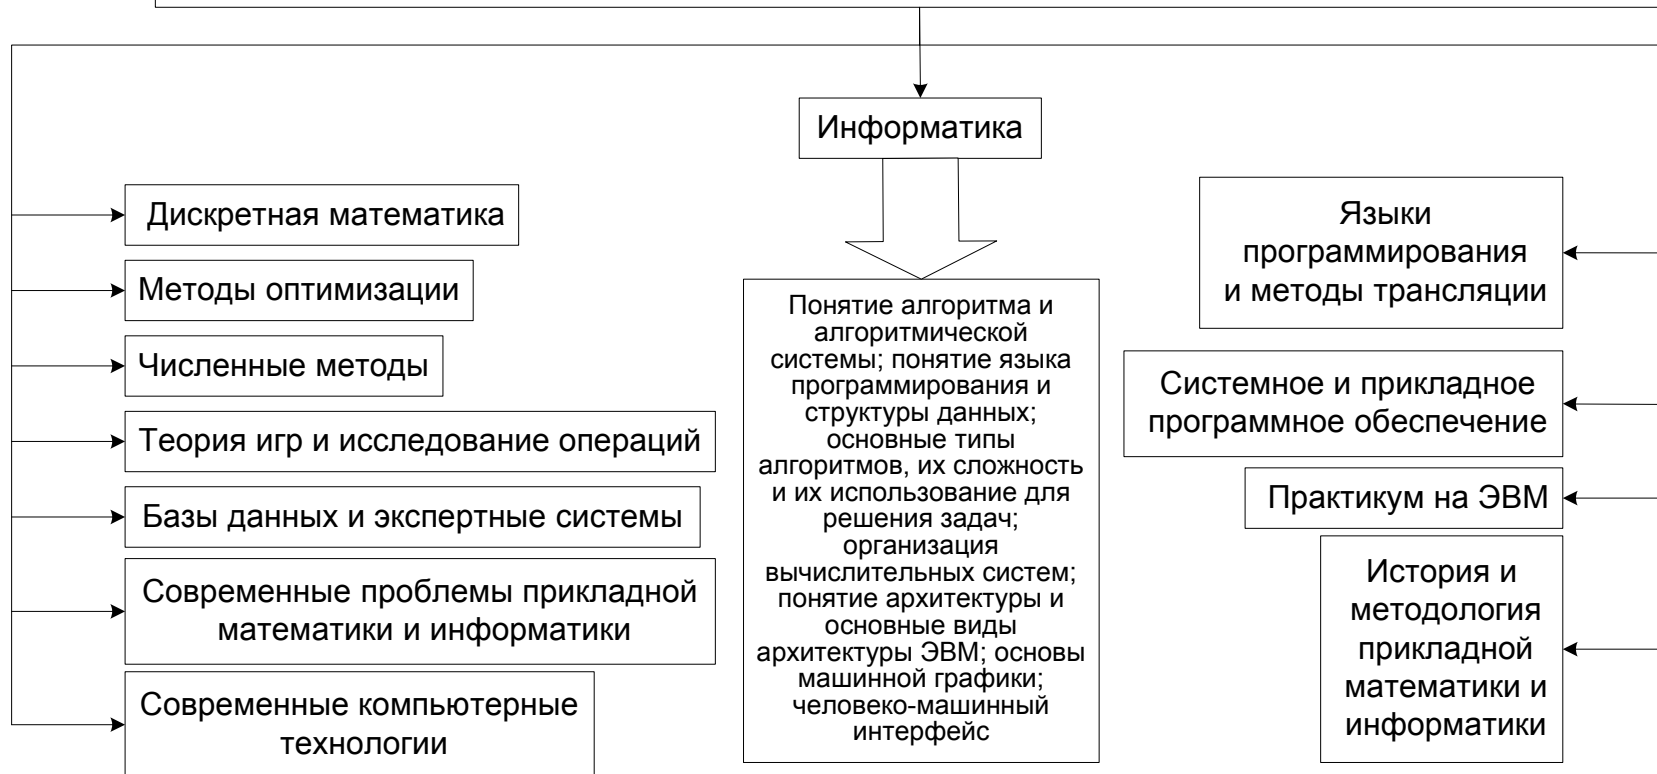 Информатика
Дискретная математика
Методы оптимизации
Численные методы
Теория игр и исследование операций
Базы данных и экспертные системы
Современные проблемы прикладной
математики и информатики
Современные компьютерные
технологии
Понятие алгоритма и
алгоритмической
системы; понятие языка
программирования и
структуры данных;
основные типы
алгоритмов, их сложность
и их использование для
решения задач;
организация
вычислительных систем;
понятие архитектуры и
основные виды
архитектуры ЭВМ; основы
машинной графики;
человеко-машинный
интерфейс
Языки
программирования
и методы трансляции
Системное и прикладное
программное обеспечение
Практикум на ЭВМ
История и
методология
прикладной
математики и
информатики